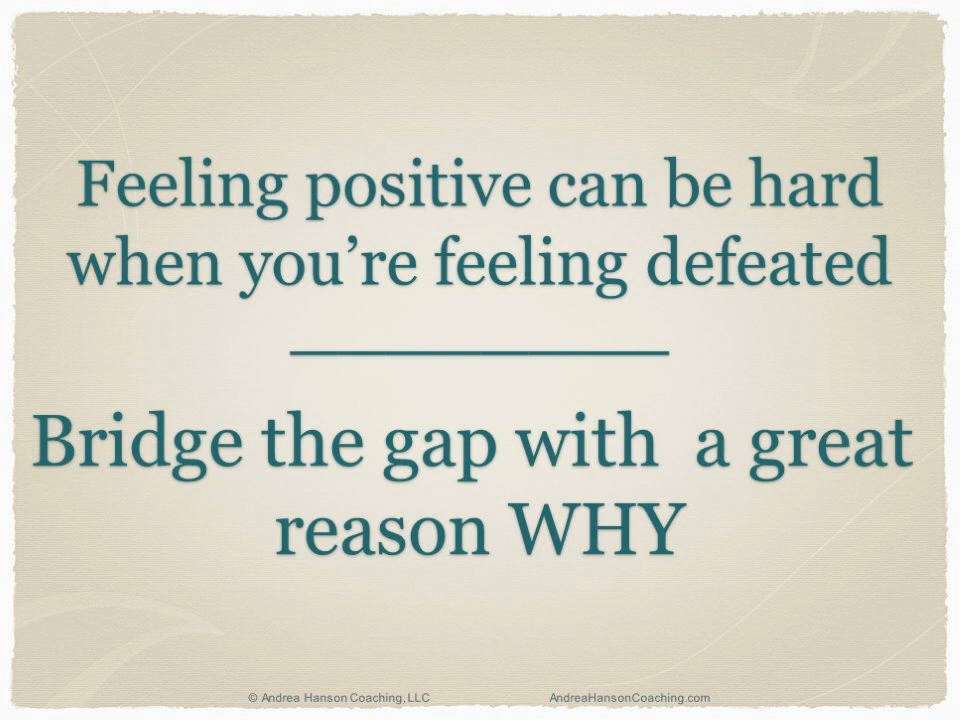 Feeling positive can be hard
when you’re feeling defeated
Bridge the gap with  a great
reason WHY
© Andrea Hanson Coaching, LLC
AndreaHansonCoaching.com